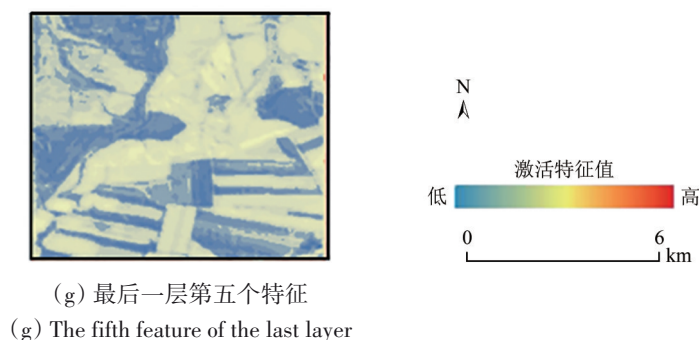 N
激活特征值
低 高
0 6
km
(g) 最后一层第五个特征
(g) The fifth feature of the last layer